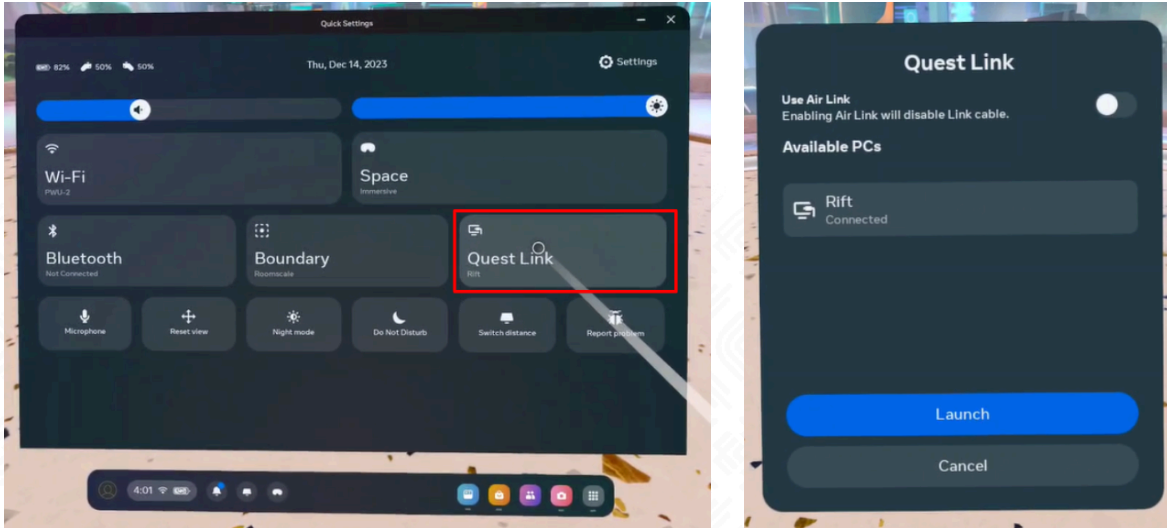 Quick Settings
82% 50% 50%
Thu, Dec 14, 2023
Settings
Wi-Fi
PWU-2
Space
Immersive
Bluetooth
Not Connected
Boundary
Roomscale
Quest Link
Rift
Microphone
Reset view
Night mode
Do Not Disturb
Switch distance
Report problem
4:01
Quest Link
Use Air Link
Enabling Air Link will disable Link cable.
Available PCs
Rift
Connected
Launch
Cancel